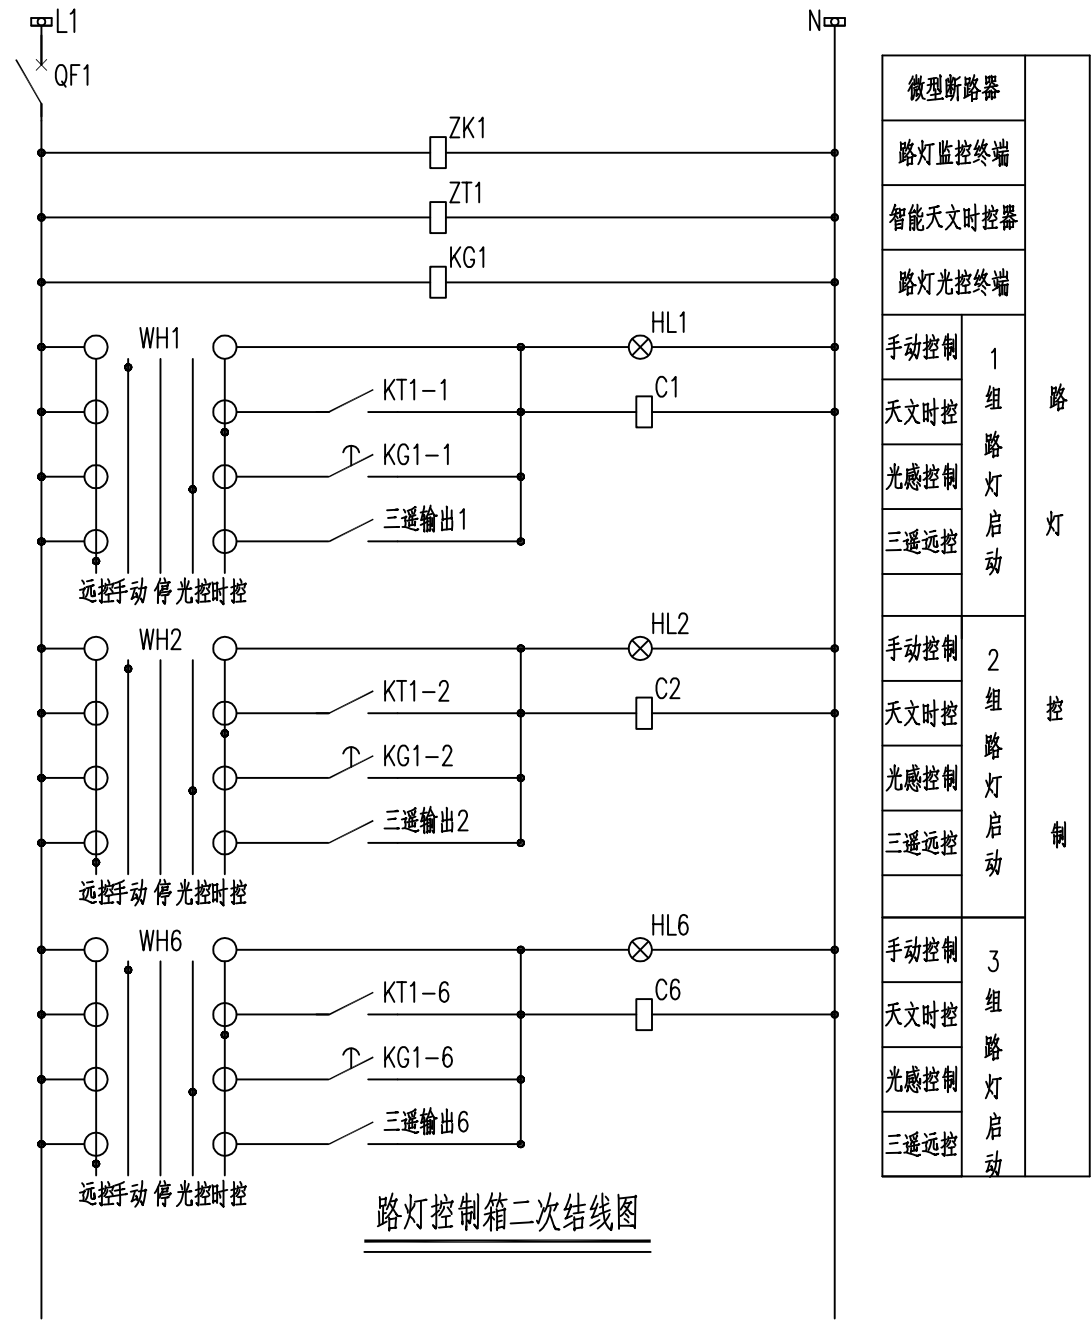 L1
N
QF1
ZK1
ZT1
KG1
WH1
HL1
KT1-1
C1
KG1-1
三遥输出1
远控 手动 停 光控 时控
WH2
HL2
KT1-2
C2
KG1-2
三遥输出2
远控 手动 停 光控 时控
WH6
HL6
KT1-6
C6
KG1-6
三遥输出6
远控 手动 停 光控 时控
路灯控制箱二次结线图
微型断路器
路灯监控终端
智能天文时控器
路灯光控终端
手动控制
天文时控
光感控制
三遥远控
1组路灯启动
手动控制
天文时控
光感控制
三遥远控
2组路灯启动
手动控制
天文时控
光感控制
三遥远控
3组路灯启动
路灯控制